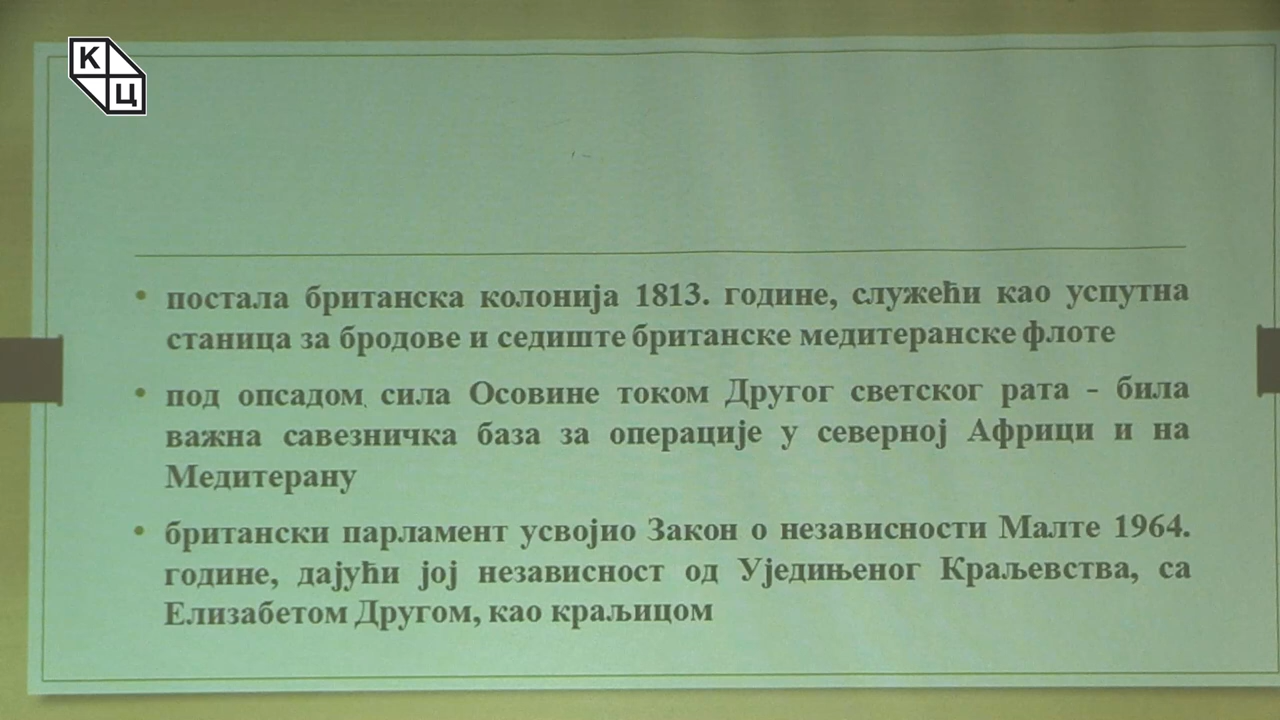 К
Ц
• постала британска колонија 1813. године, служећи као успутна
станица за бродове и седиште британске медитеранске флоте
• под опсадом сила Осовине током Другог светског рата - била
важна савезничка база за операције у северној Африци и на
Медитерану
• британски парламент усвојио Закон о независности Малте 1964.
године, дајући јој независност од Уједињеног Краљевства, са
Елизабетом Другом, као краљицом